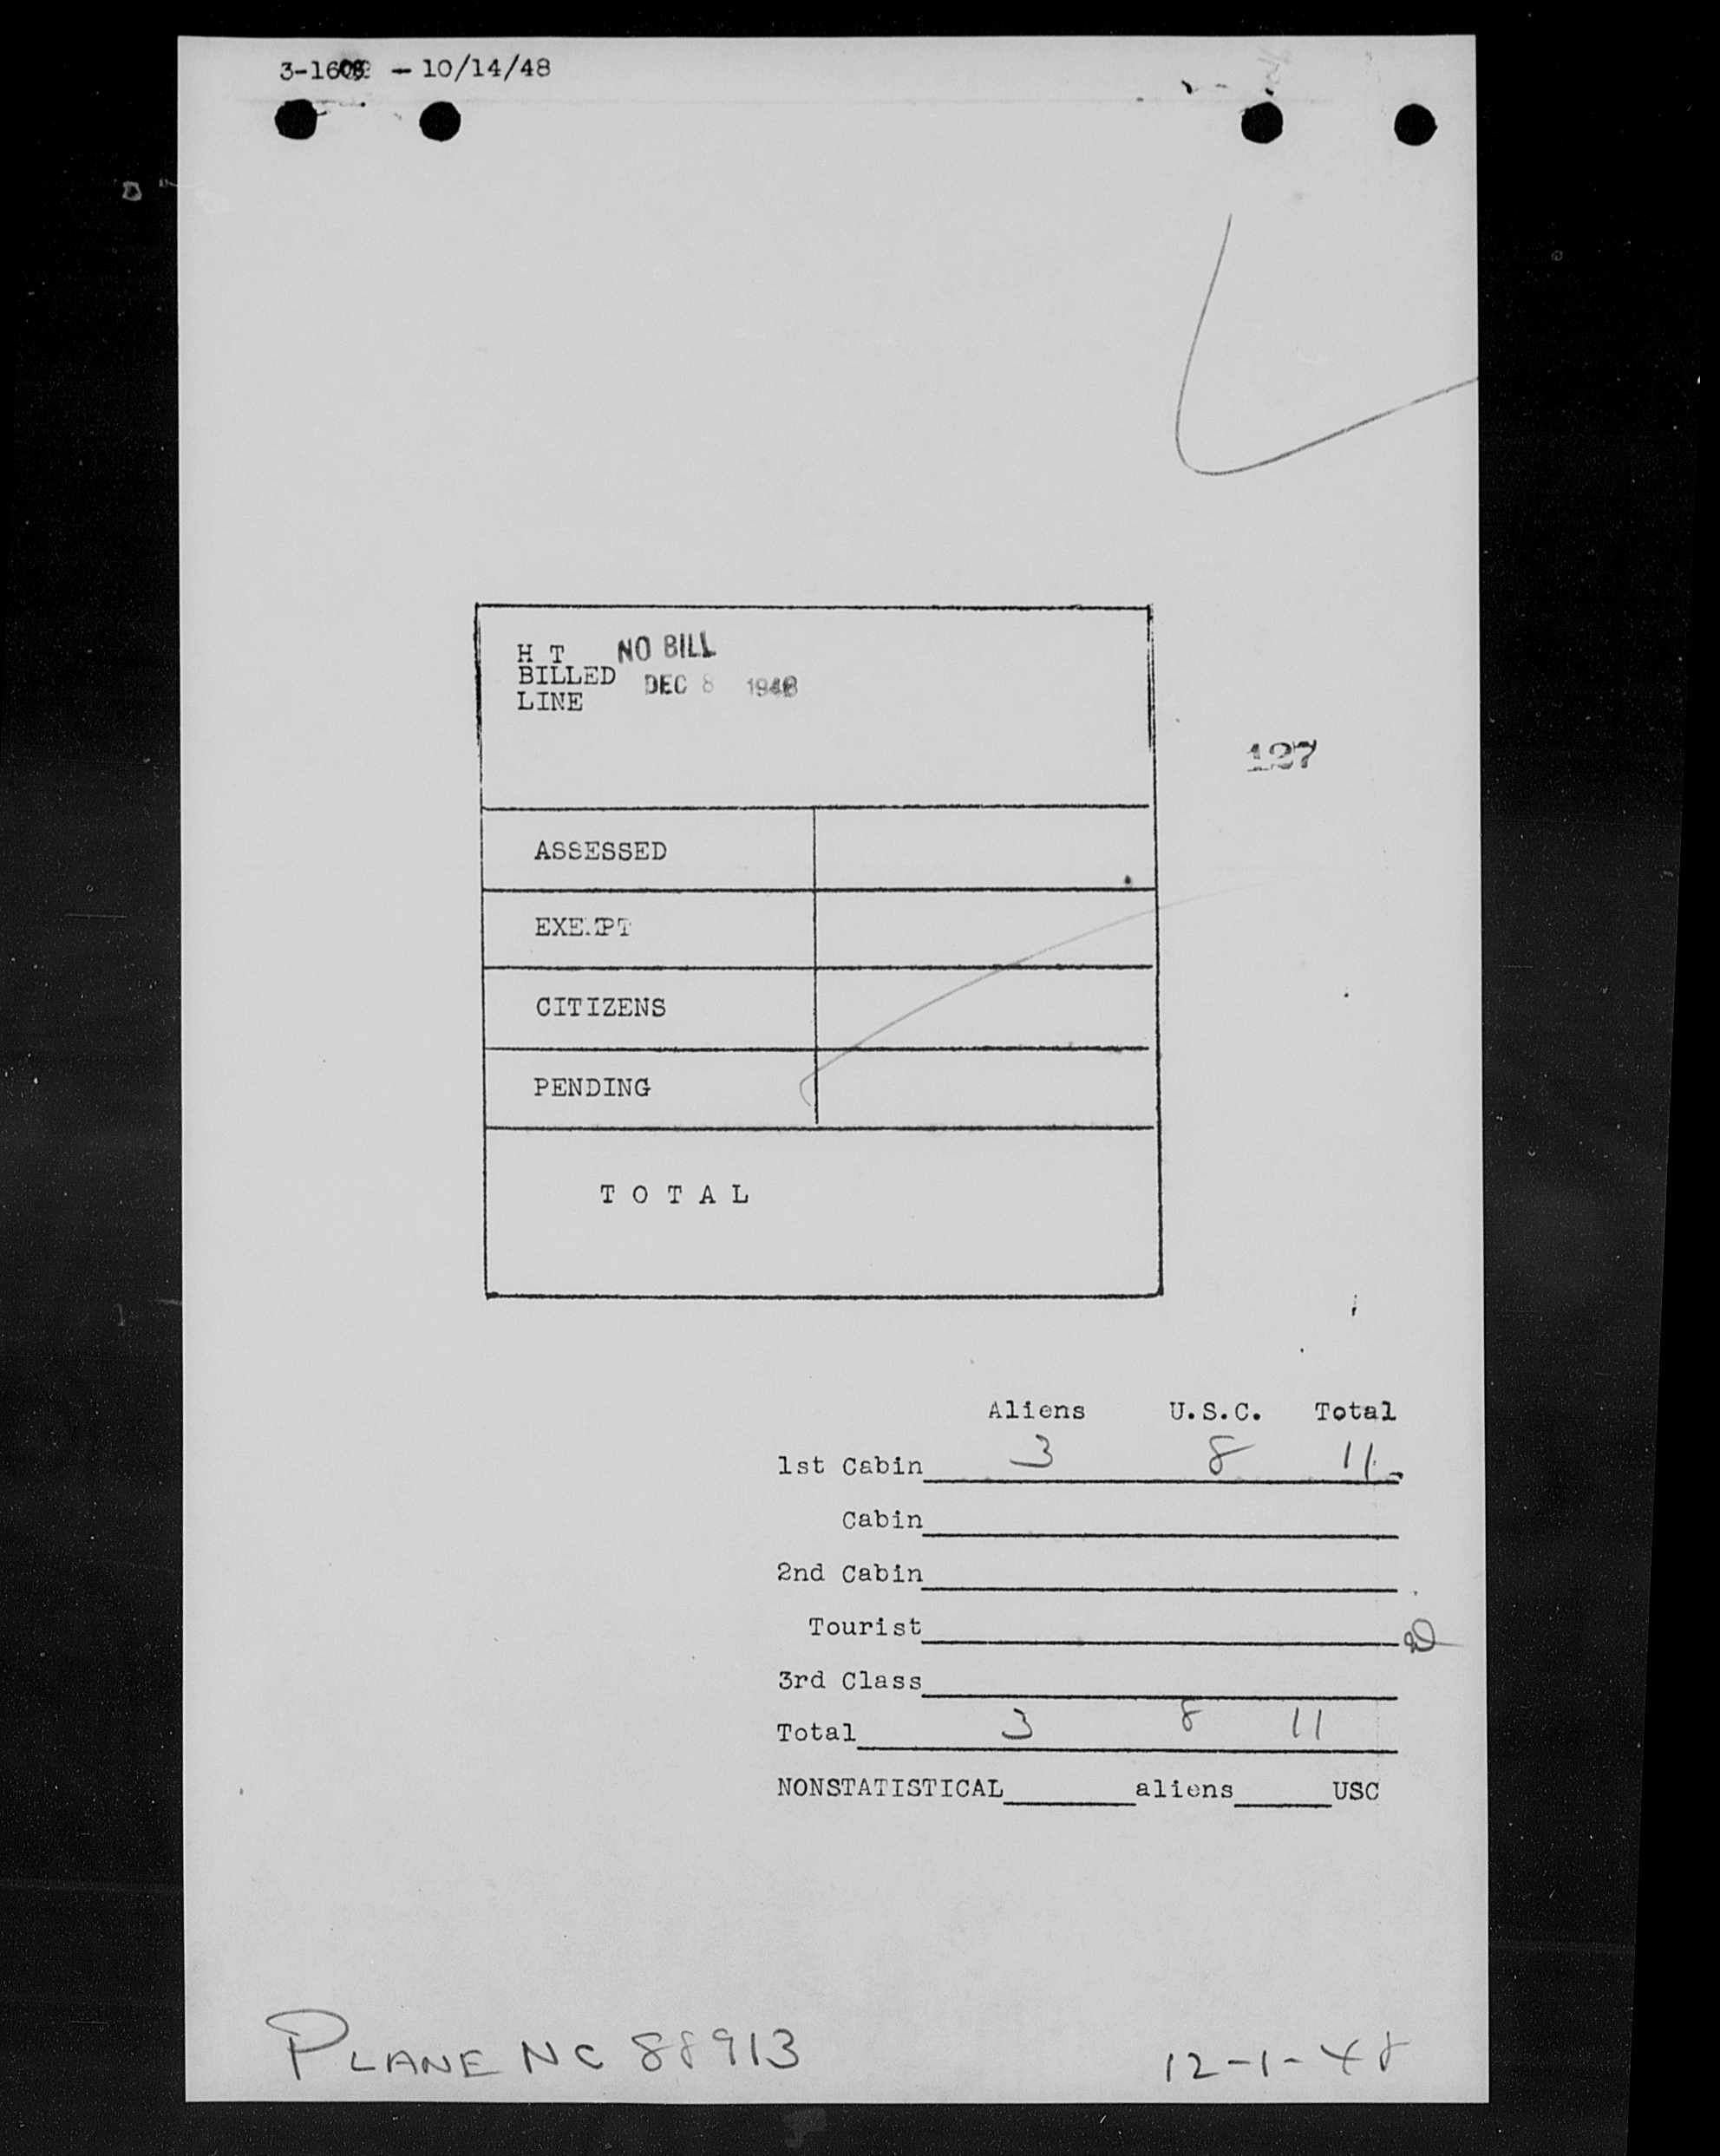 - 10/14/48
H T NO BILL
BILLED DEC 8 1948
LINE
127
ASSESSED
EXEMPT
CITIZENS
PENDING
T O T A L
Aliens U.S.C. Total
1st Cabin 3 8 11
Cabin
2nd Cabin
Tourist
3rd Class
Total 3 8 11
NONSTATISTICAL aliens USC
PLANE NC 88913 12-1-48